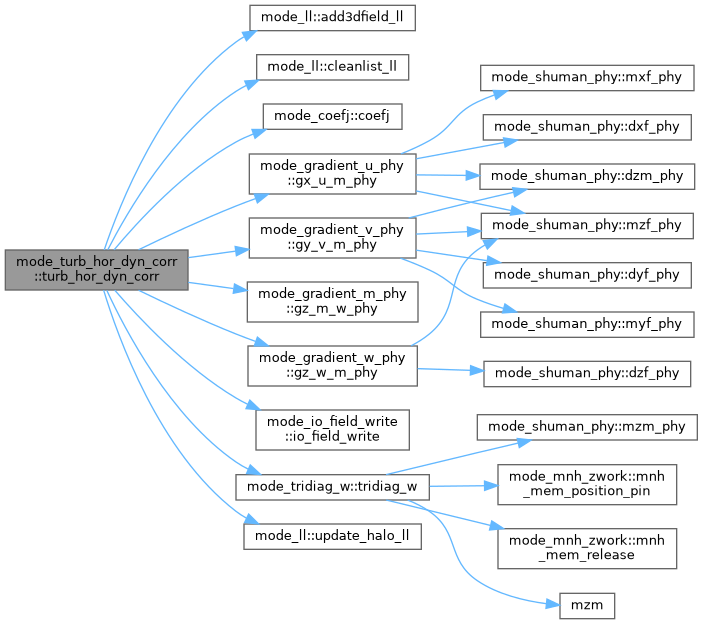 mode_turb_hor_dyn_corr
::turb_hor_dyn_corr
mode_ll::add3dfield_ll
mode_ll::cleanlist_ll
mode_coefj::coefj
mode_gradient_u_phy
::gx_u_m_phy
mode_gradient_v_phy
::gy_v_m_phy
mode_gradient_m_phy
::gz_m_w_phy
mode_gradient_w_phy
::gz_w_m_phy
mode_io_field_write
::io_field_write
mode_tridiag_w::tridiag_w
mode_ll::update_halo_ll
mode_shuman_phy::mxf_phy
mode_shuman_phy::dxf_phy
mode_shuman_phy::dzm_phy
mode_shuman_phy::mzf_phy
mode_shuman_phy::dyf_phy
mode_shuman_phy::myf_phy
mode_shuman_phy::dzf_phy
mode_shuman_phy::mzm_phy
mode_mnh_zwork::mnh
_mem_position_pin
mode_mnh_zwork::mnh
_mem_release
mzm